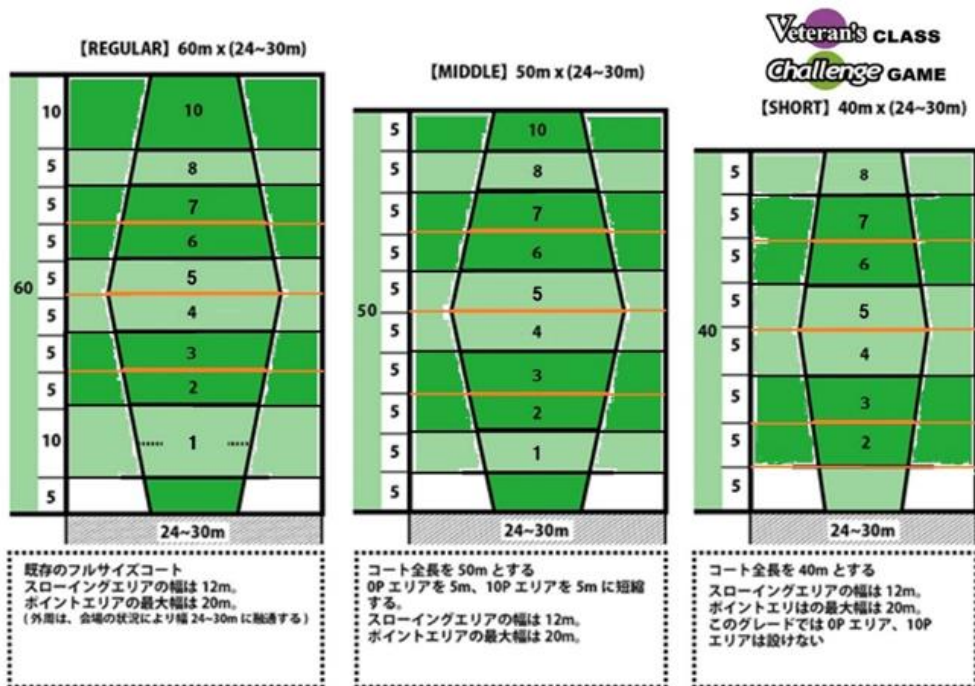 【REGULAR】60m x (24~30m)
60
10
5
5
5
5
5
5
5
10
5
10
8
7
6
5
4
3
2
1
24~30m
既存のフルサイズコート
スローイングエリアの幅は 12m。
ポイントエリアの最大幅は 20m。
( 外周は、会場の状況により幅 24~30m に融通する )
【MIDDLE】50m x (24~30m)
50
5
5
5
5
5
5
5
5
5
5
10
8
7
6
5
4
3
2
1
24~30m
コート全長を 50m とする
0P エリアを 5m、10P エリアを 5m に短縮
する。
スローイングエリアの幅は 12m。
ポイントエリアの最大幅は 20m。
Veteran's CLASS
Challenge GAME
【SHORT】40m x (24~30m)
40
5
5
5
5
5
5
5
5
8
7
6
5
4
3
2
24~30m
コート全長を 40m とする
スローイングエリアの幅は 12m。
ポイントエリはの最大幅は 20m。
このグレードでは 0P エリア、10P
エリアは設けない